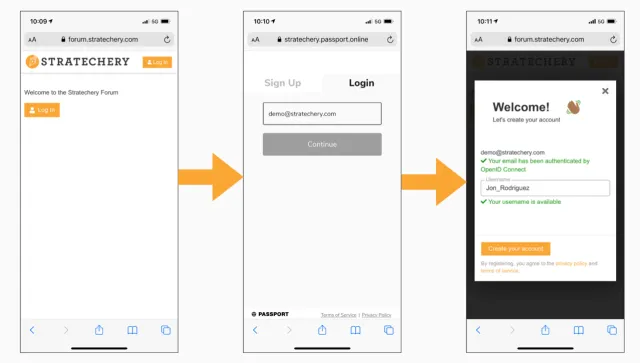 10:09
5G
AA
forum.stratechery.com
STRATECHERY
Log In
Welcome to the Stratechery Forum
Log In
10:10
5G
AA
stratechery.passport.online
Sign Up
Login
demo@stratechery.com
Continue
PASSPORT
Terms of Service | Privacy Policy
10:11
5G
AA
forum.stratechery.com
Welcome!
Let's create your account
demo@stratechery.com
Your email has been authenticated by
OpenID Connect
Username
Jon_Rodriguez
Your username is available
Create your account
By registering, you agree to the privacy policy and
terms of service.